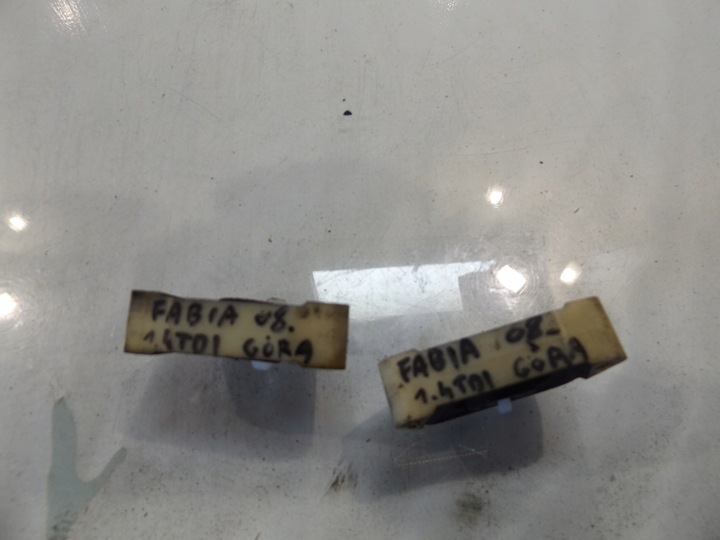 FABIA 08.
1.4TDI GÓRA
FABIA 08-
1.4TDI GÓRA